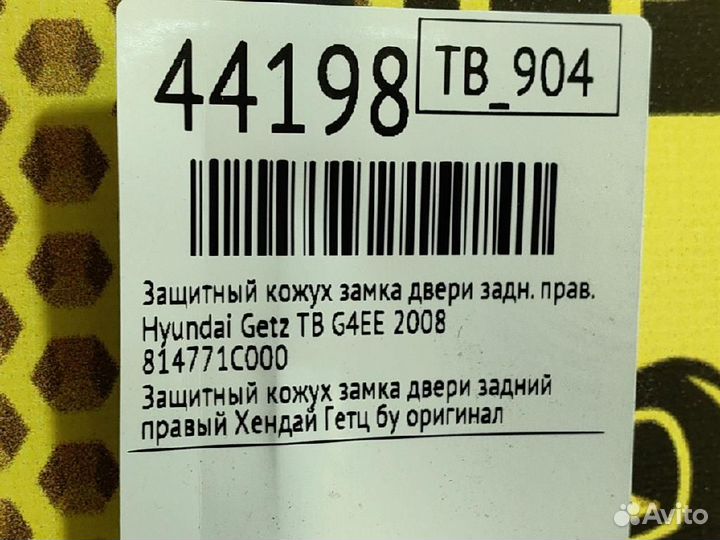 44198
TB_904
Защитный кожух замка двери задн. прав.
Hyundai Getz TB G4EE 2008
814771C000
Защитный кожух замка двери задний
правый Хендай Гетц бу оригинал
Avito